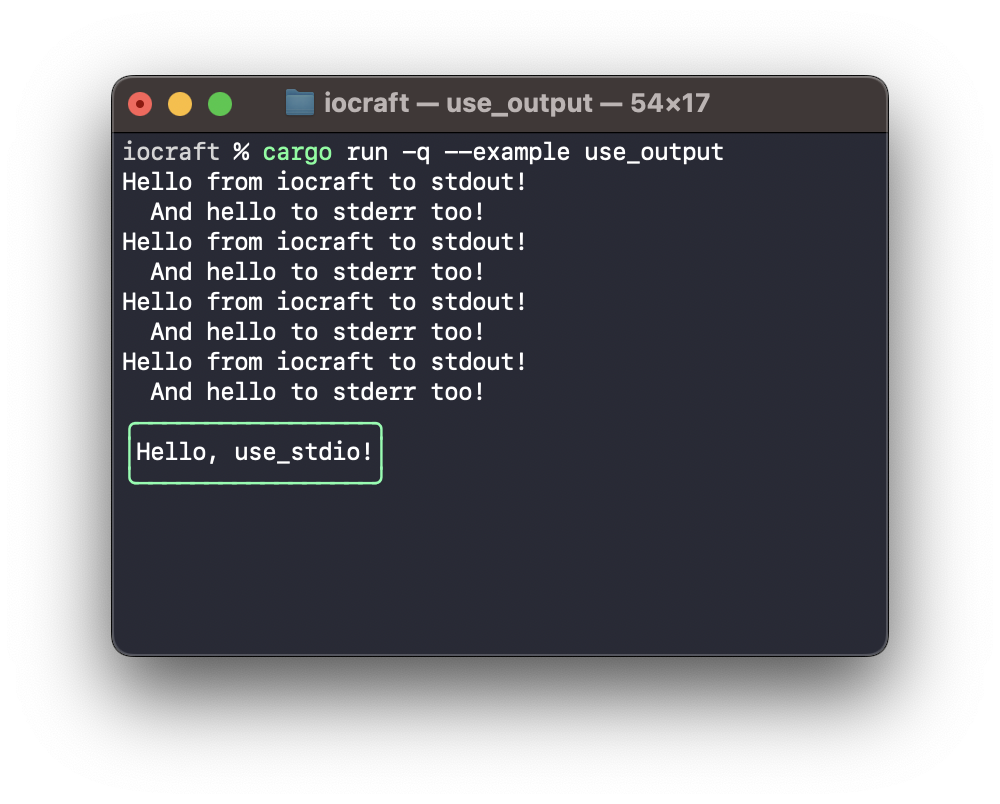 iocraft — use_output — 54×17
iocraft % cargo run -q --example use_output
Hello from iocraft to stdout!
  And hello to stderr too!
Hello from iocraft to stdout!
  And hello to stderr too!
Hello from iocraft to stdout!
  And hello to stderr too!
Hello from iocraft to stdout!
  And hello to stderr too!
Hello, use_stdio!